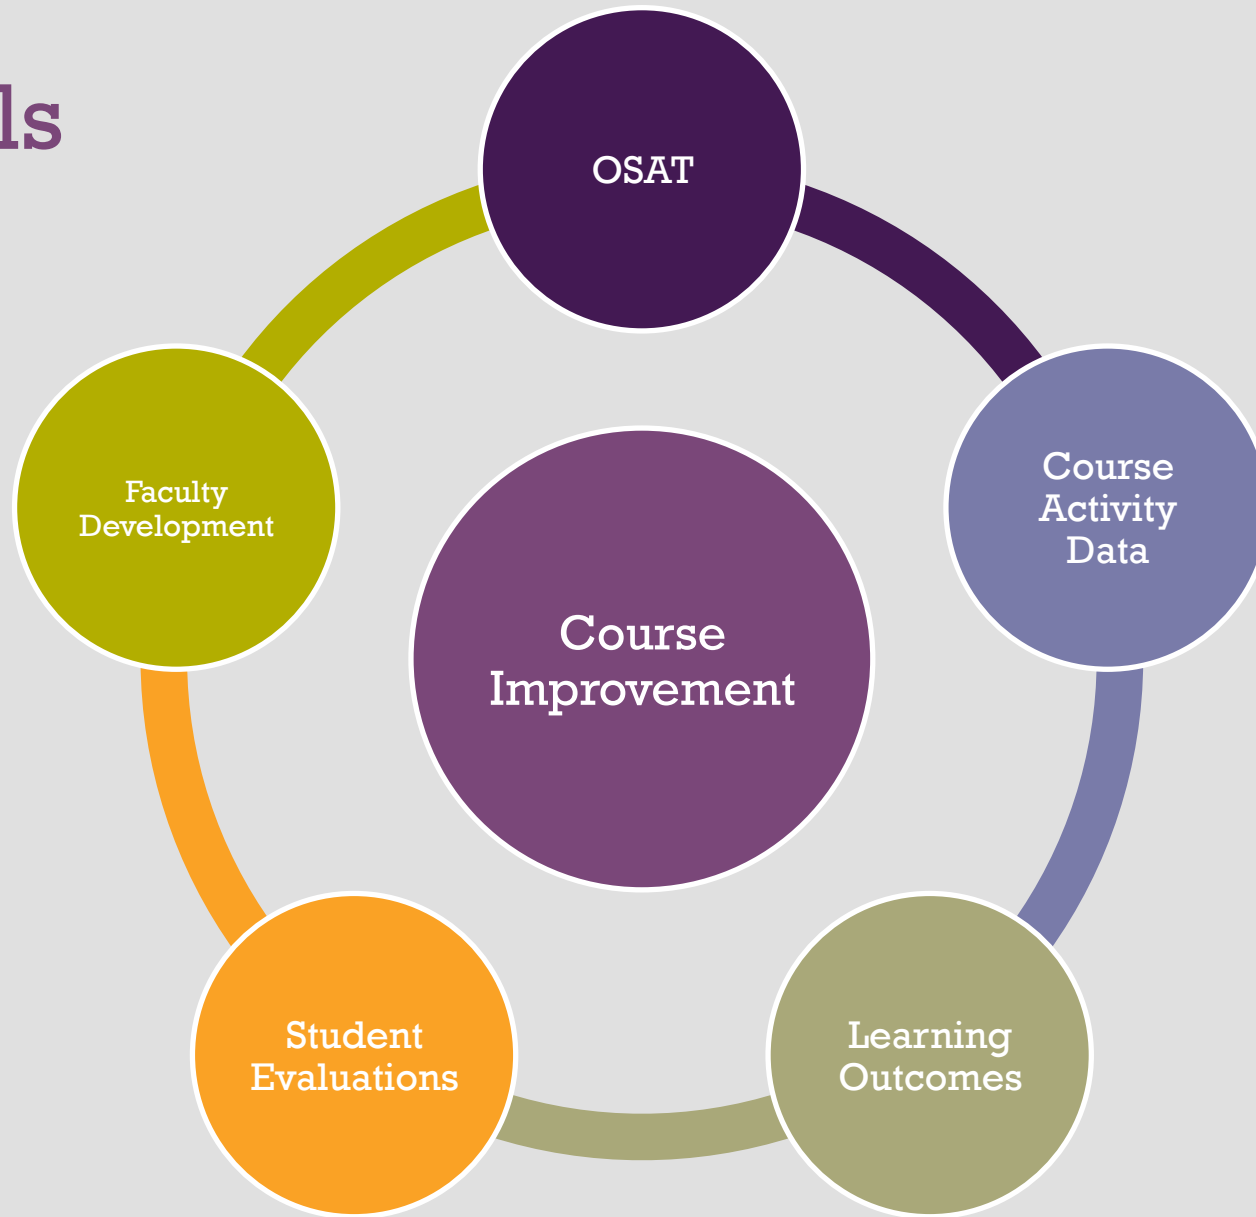 ls
OSAT
Course
Activity
Data
Learning
Outcomes
Student
Evaluations
Faculty
Development
Course
Improvement